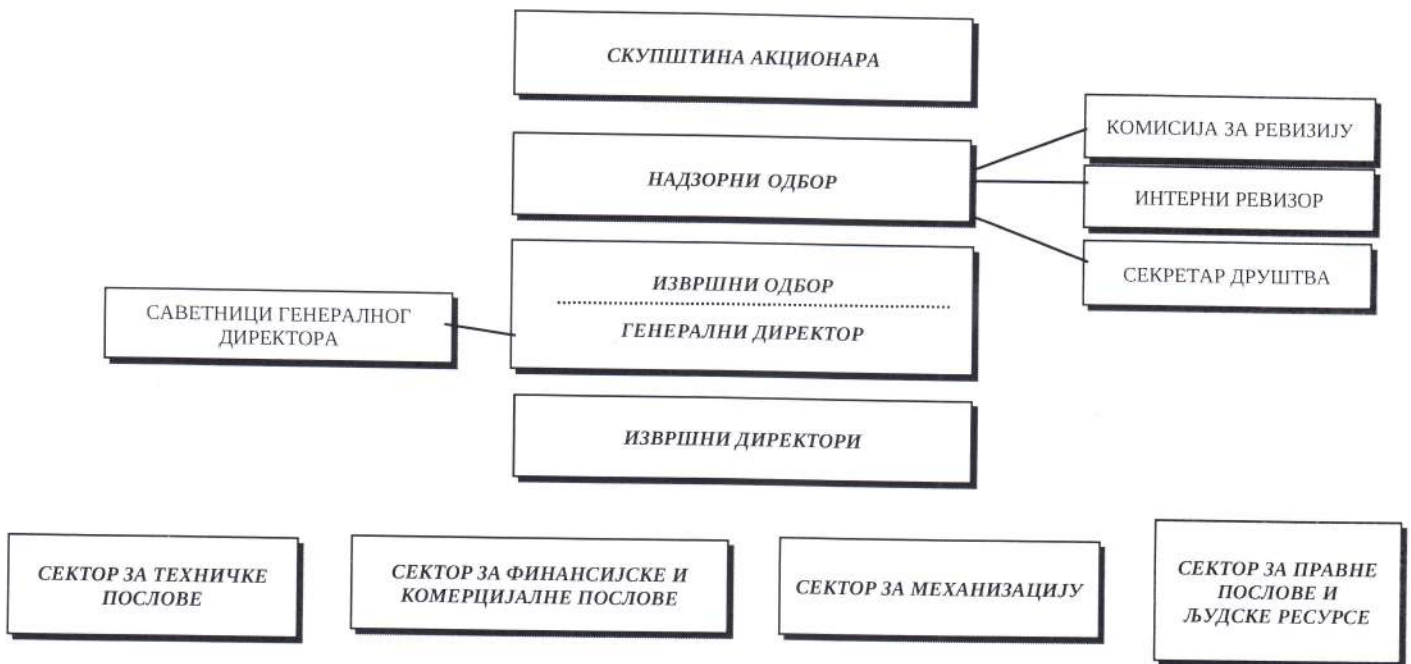 СКУПШТИНА АКЦИОНАРА
КОМИСИЈА ЗА РЕВИЗИЈУ
НАДЗОРНИ ОДБОР
ИНТЕРНИ РЕВИЗОР
СЕКРЕТАР ДРУШТВА
ИЗВРШНИ ОДБОР
САВЕТНИЦИ ГЕНЕРАЛНОГ
ДИРЕКТОРА
ГЕНЕРАЛНИ ДИРЕКТОР
ИЗВРШНИ ДИРЕКТОРИ
СЕКТОР ЗА ТЕХНИЧКЕ
ПОСЛОВЕ
СЕКТОР ЗА ФИНАНСИЈСКЕ И
КОМЕРЦИЈАЛНЕ ПОСЛОВЕ
СЕКТОР ЗА МЕХАНИЗАЦИЈУ
СЕКТОР ЗА ПРАВНЕ
ПОСЛОВЕ И
ЉУДСКЕ РЕСУРСЕ